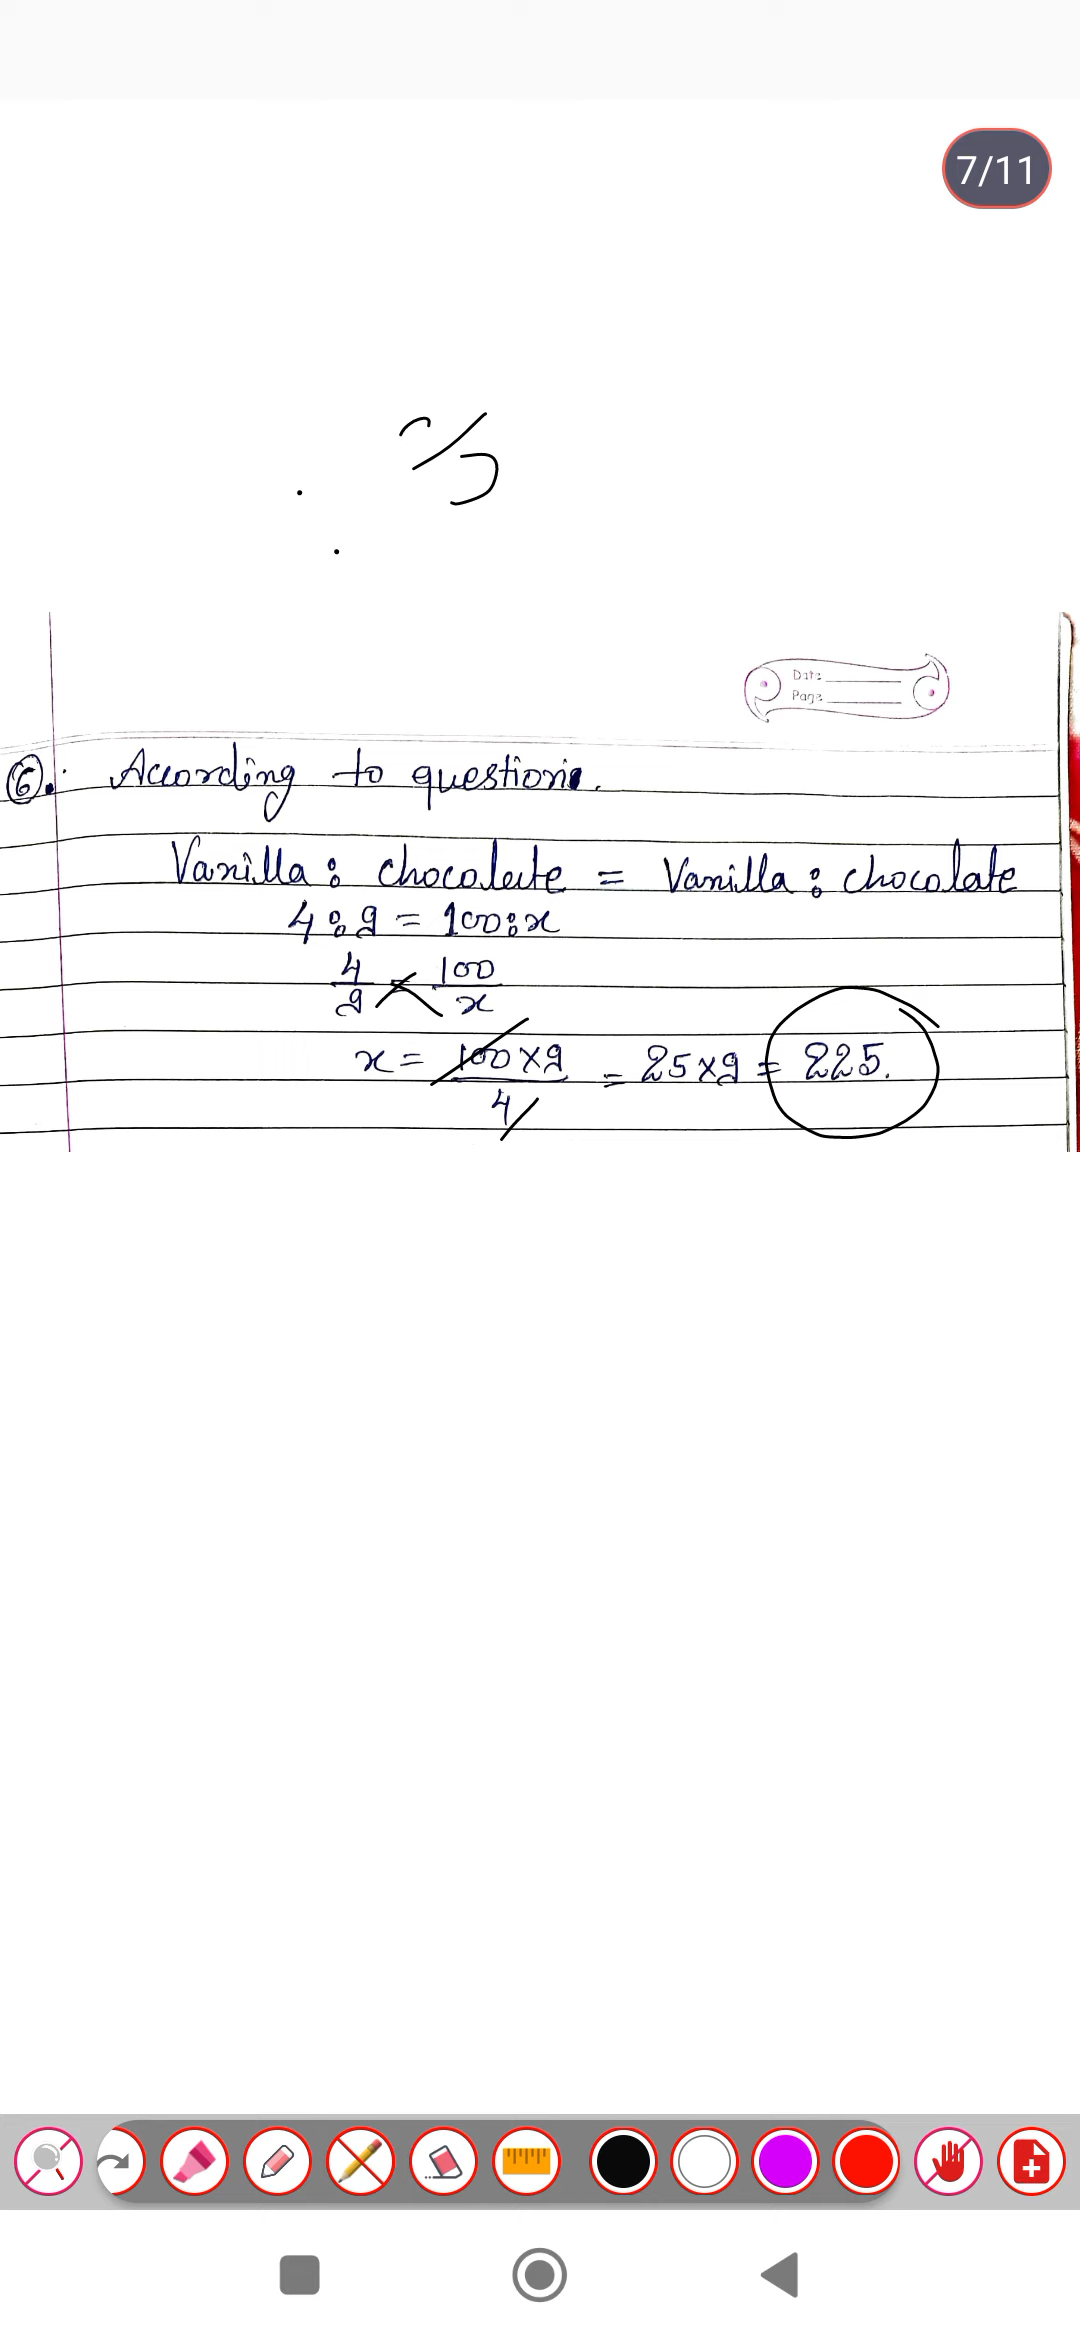 7/11
Date
Page
6. According to question.
Vanilla : chocolate = Vanilla : chocolate
4 : 9 = 100 : x
4/9 = 100/x
x = 100 × 9 / 4 = 25 × 9 = 225.